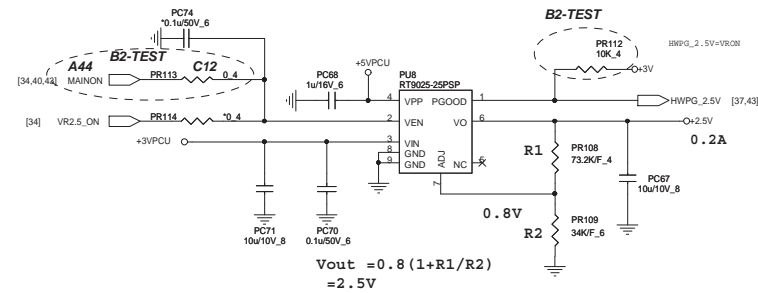 PC74
*0.1u/50V_6
B2-TEST
A44
C12
[34,40,43]
MAINON
PR113
0_4
[34]
VR2.5_ON
PR114
*0_4
+3VPCU
PC71
10u/10V_8
PC70
0.1u/50V_6
PC68
1u/16V_6
+5VPCU
PU8
RT9025-25PSP
4
VPP
PGOOD
1
2
VEN
VO
6
3
VIN
8
GND
9
GND
ADJ
NC
5
7
B2-TEST
PR112
10K_4
+3V
HWPG_2.5V=VRON
HWPG_2.5V
[37,43]
+2.5V
0.2A
R1
PR108
73.2K/F_4
PC67
10u/10V_8
0.8V
R2
PR109
34K/F_6
Vout =0.8(1+R1/R2)
=2.5V